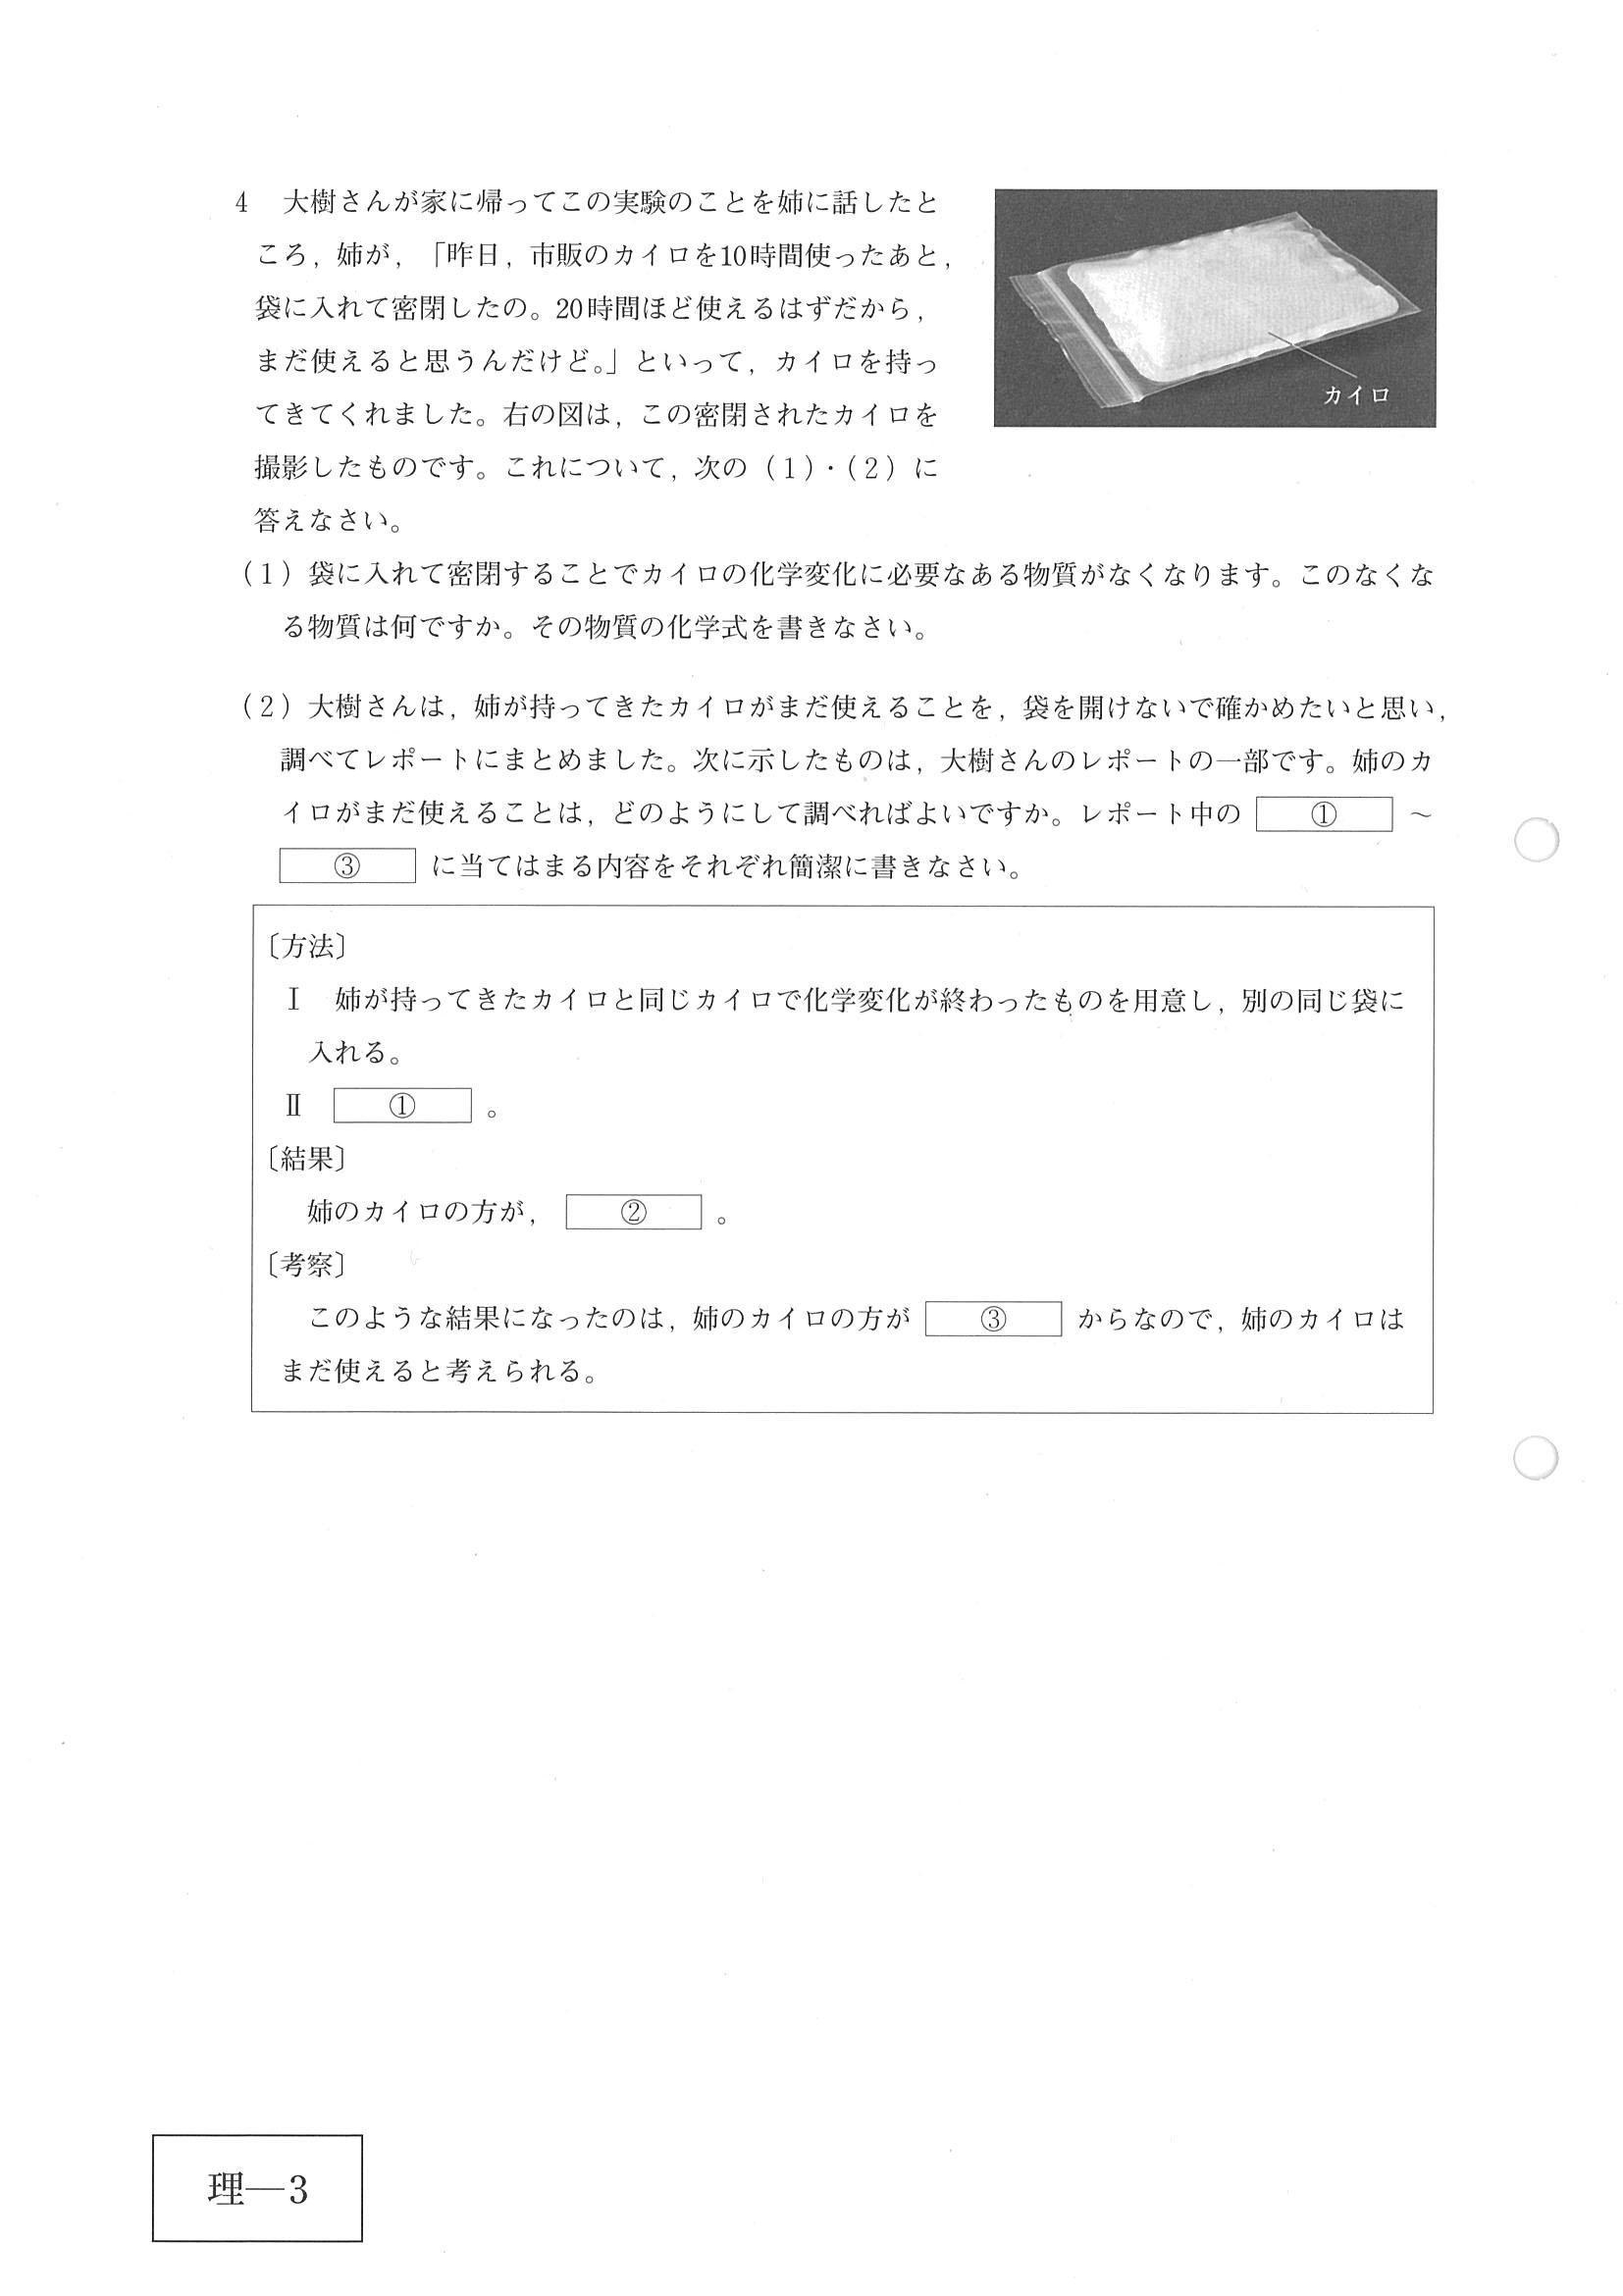 4　大樹さんが家に帰ってこの実験のことを姉に話したと
ころ，姉が，「昨日，市販のカイロを10時間使ったあと，
袋に入れて密閉したの。20時間ほど使えるはずだから，
まだ使えると思うんだけど。」といって，カイロを持っ
てきてくれました。右の図は，この密閉されたカイロを
撮影したものです。これについて，次の（1）・（2）に
答えなさい。
カイロ
（1）袋に入れて密閉することでカイロの化学変化に必要なある物質がなくなります。このなくな
る物質は何ですか。その物質の化学式を書きなさい。
（2）大樹さんは，姉が持ってきたカイロがまだ使えることを，袋を開けないで確かめたいと思い，
調べてレポートにまとめました。次に示したものは，大樹さんのレポートの一部です。姉のカ
イロがまだ使えることは，どのようにして調べればよいですか。レポート中の　①　～
③　に当てはまる内容をそれぞれ簡潔に書きなさい。
〔方法〕
Ⅰ　姉が持ってきたカイロと同じカイロで化学変化が終わったものを用意し，別の同じ袋に
入れる。
Ⅱ　①　。
〔結果〕
姉のカイロの方が，　②　。
〔考察〕
このような結果になったのは，姉のカイロの方が　③　からなので，姉のカイロは
まだ使えると考えられる。
理―3